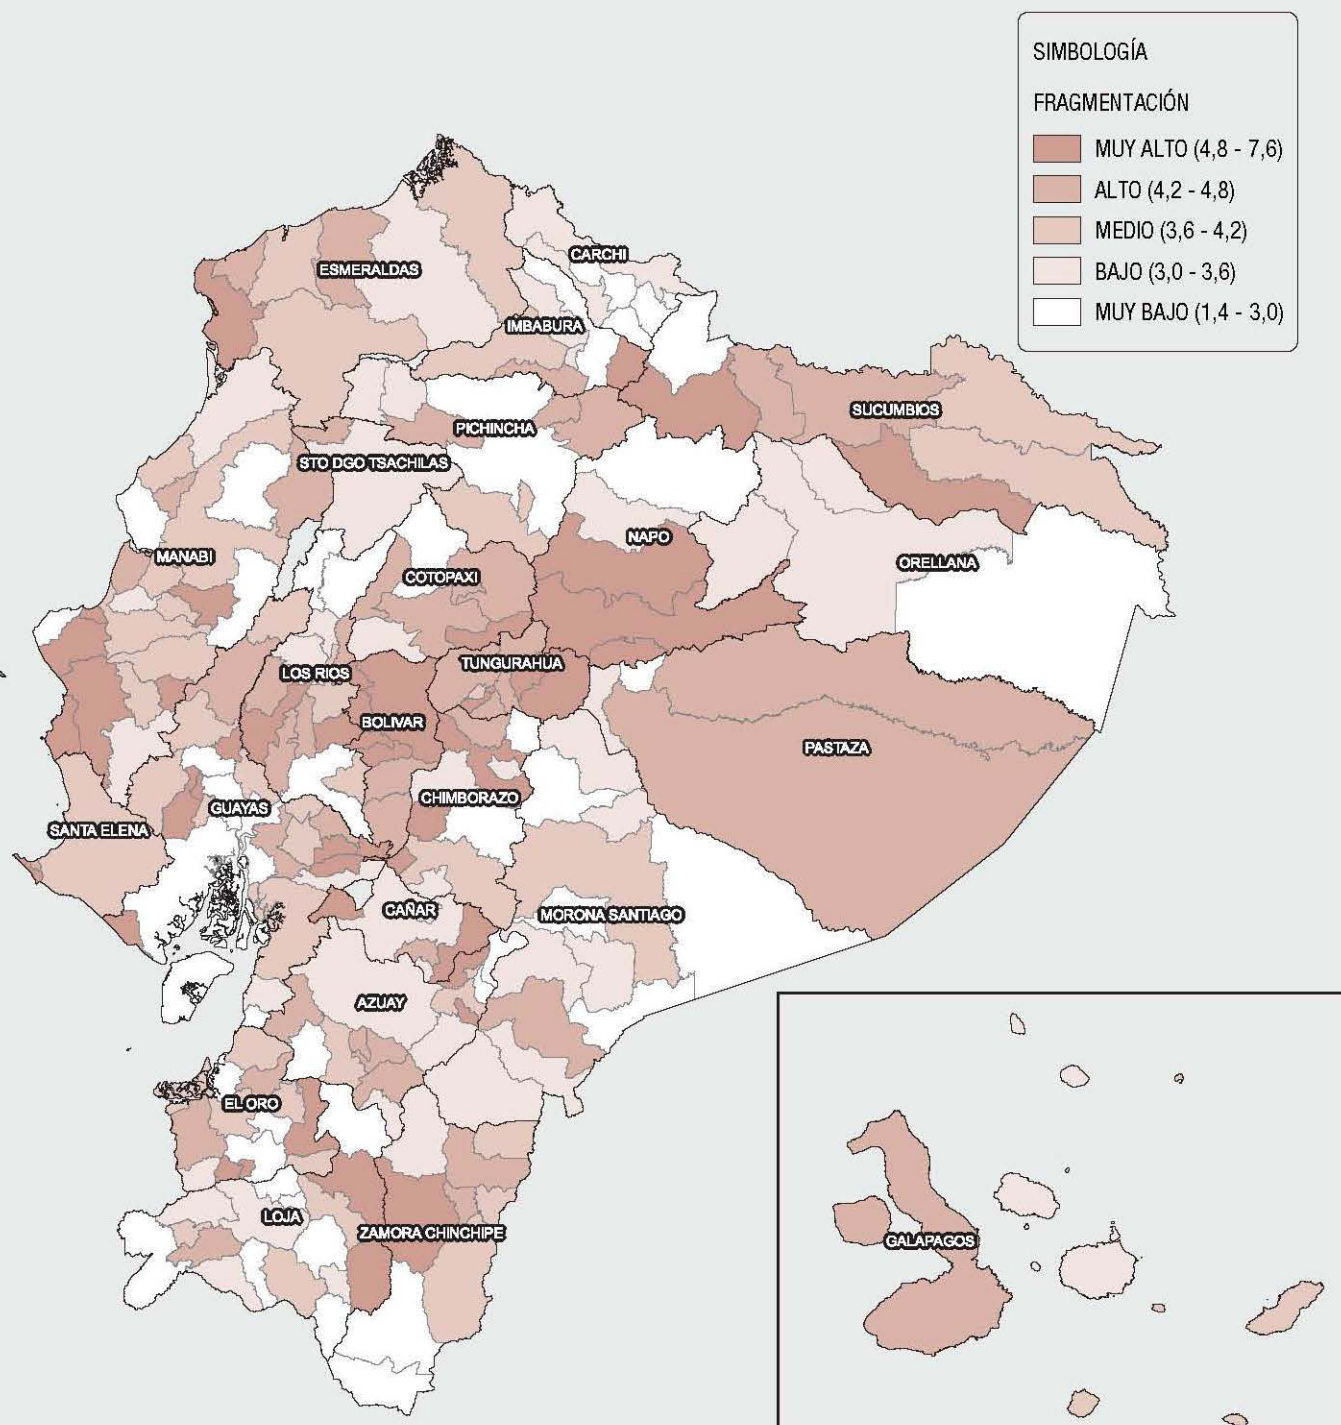 SIMBOLOGÍA
FRAGMENTACIÓN
MUY ALTO (4,8 - 7,6)
ALTO (4,2 - 4,8)
MEDIO (3,6 - 4,2)
BAJO (3,0 - 3,6)
MUY BAJO (1,4 - 3,0)
CARCHI
ESMERALDAS
IMBABURA
SUCUMBIOS
PICHINCHA
STO DGO TSACHILAS
NAPO
MANABI
ORELLANA
COTOPAXI
TUNGURAHUA
LOS RIOS
BOLIVAR
PASTAZA
CHIMBORAZO
GUAYAS
SANTA ELENA
CAÑAR
MORONA SANTIAGO
AZUAY
EL ORO
LOJA
ZAMORA CHINCHIPE
GALAPAGOS